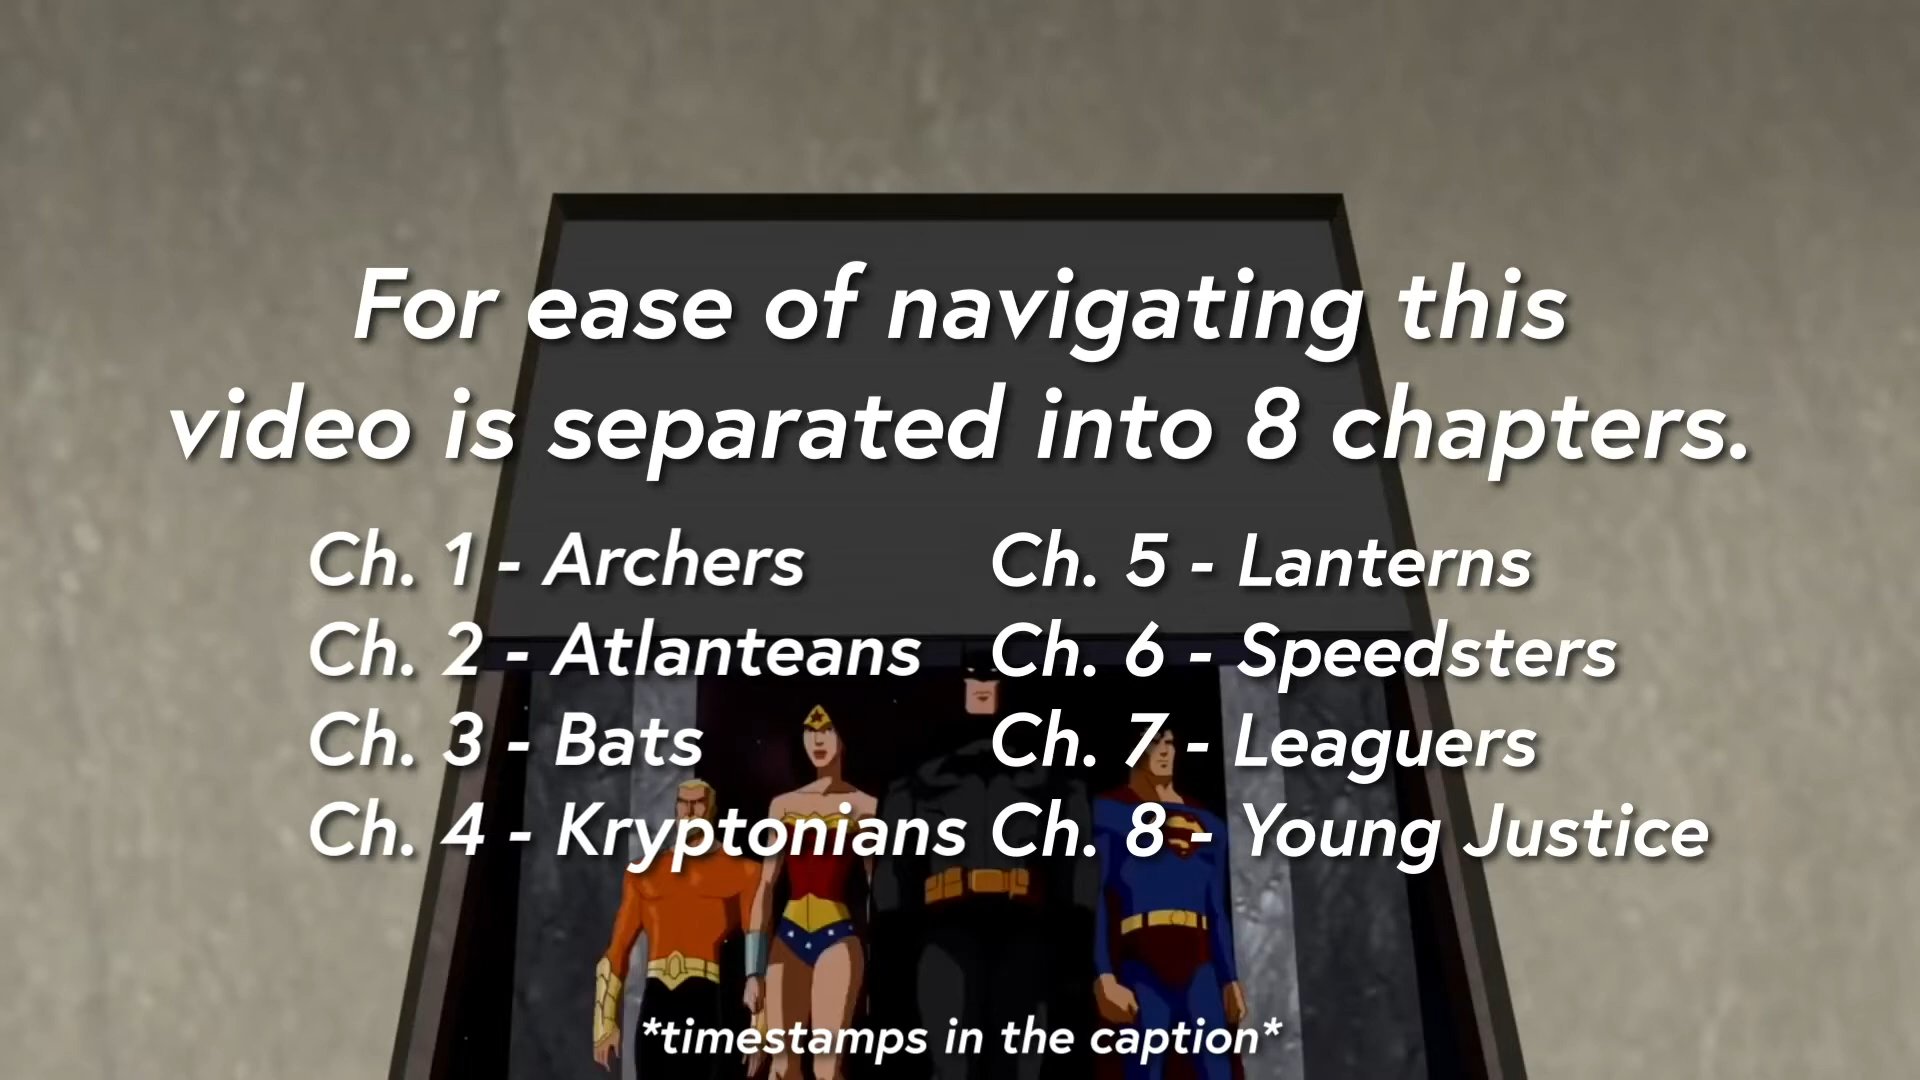 For ease of navigating this
video is separated into 8 chapters.
Ch. 1 - Archers
Ch. 2 - Atlanteans
Ch. 3 - Bats
Ch. 4 - Kryptonians
Ch. 5 - Lanterns
Ch. 6 - Speedsters
Ch. 7 - Leaguers
Ch. 8 - Young Justice
*timestamps in the caption*